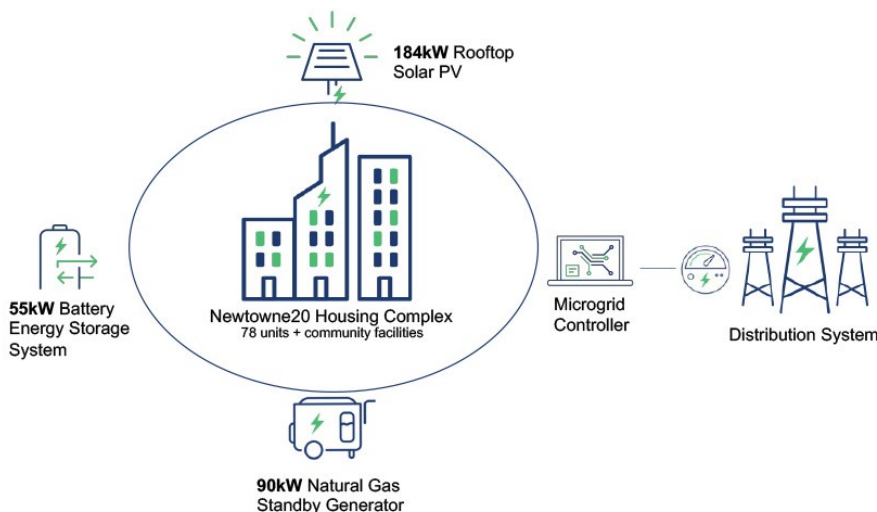 184kW Rooftop
Solar PV
55kW Battery
Energy Storage
System
Newtowne20 Housing Complex
78 units + community facilities
Microgrid
Controller
Distribution System
90kW Natural Gas
Standby Generator